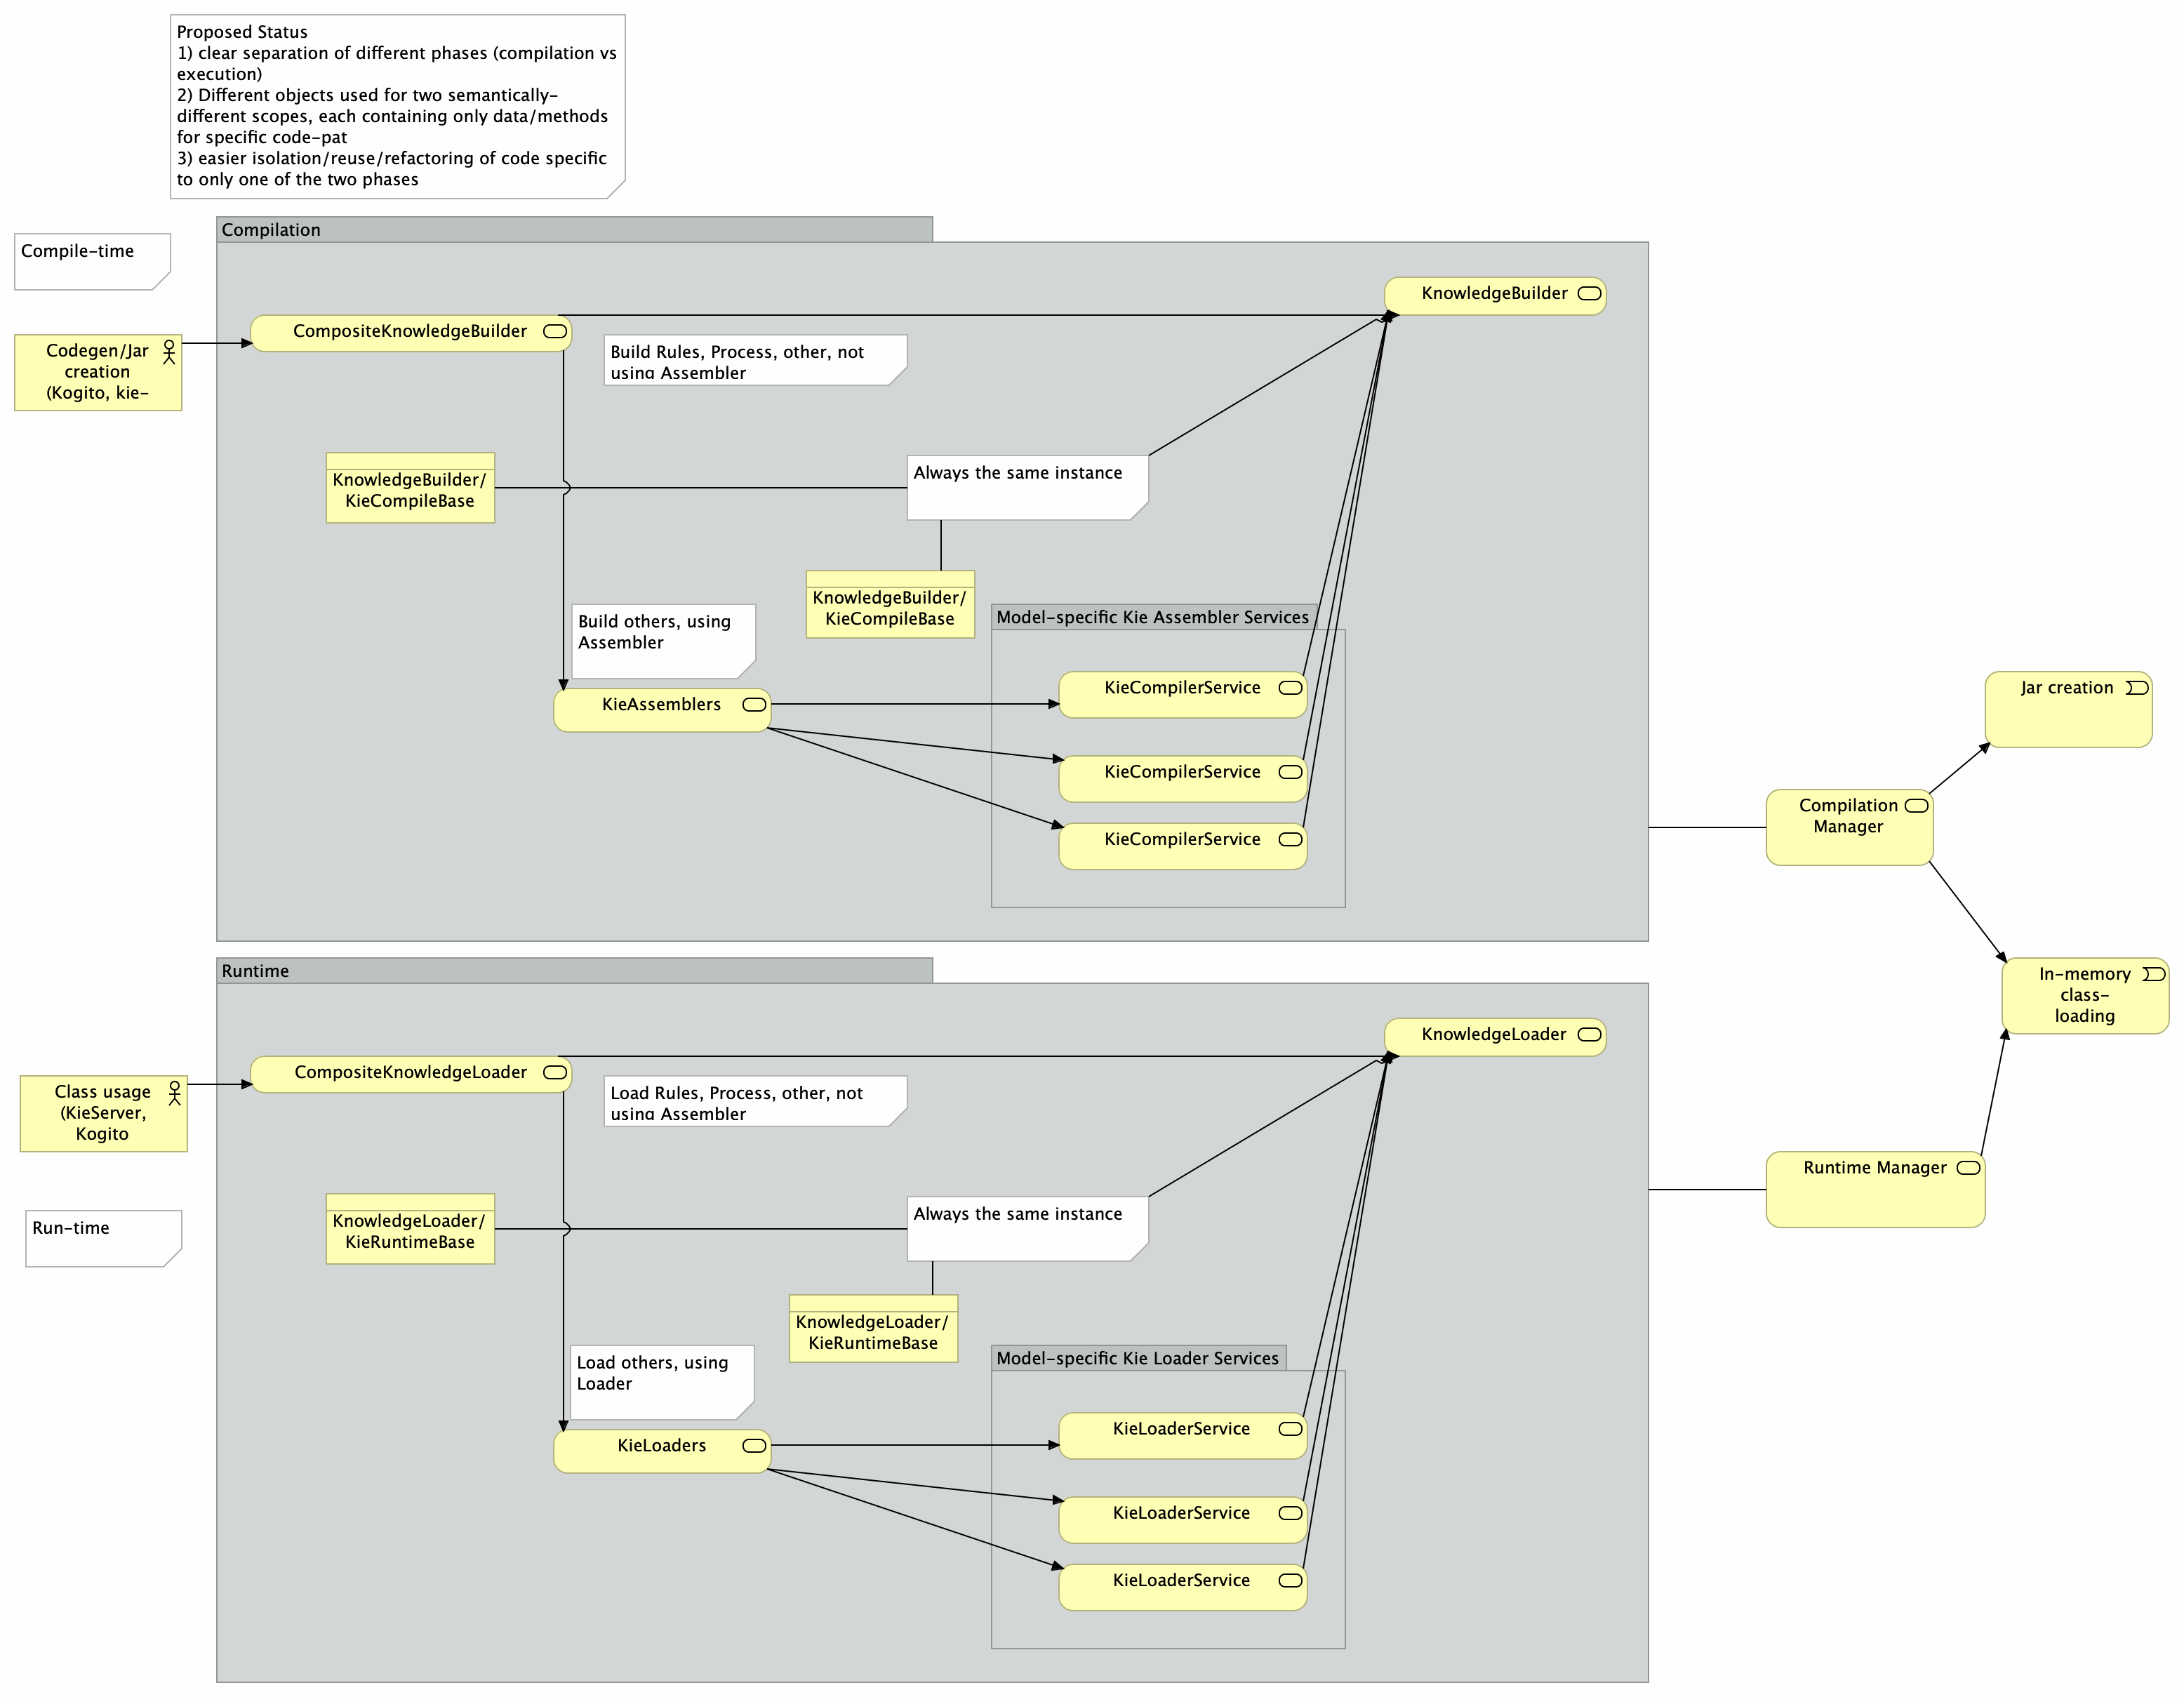 Proposed Status
1) clear separation of different phases (compilation vs
execution)
2) Different objects used for two semantically-
different scopes, each containing only data/methods
for specific code-pat
3) easier isolation/reuse/refactoring of code specific
to only one of the two phases
Compilation
Compile-time
KnowledgeBuilder
CompositeKnowledgeBuilder
Codegen/Jar
creation
(Kogito, kie-
Build Rules, Process, other, not
using Assembler
KnowledgeBuilder/
KieCompileBase
Always the same instance
KnowledgeBuilder/
KieCompileBase
Build others, using
Assembler
Model-specific Kie Assembler Services
KieAssemblers
KieCompilerService
KieCompilerService
KieCompilerService
Jar creation
Compilation
Manager
In-memory
class-
loading
Runtime
KnowledgeLoader
CompositeKnowledgeLoader
Class usage
(KieServer,
Kogito
Load Rules, Process, other, not
using Assembler
Runtime Manager
Run-time
KnowledgeLoader/
KieRuntimeBase
Always the same instance
KnowledgeLoader/
KieRuntimeBase
Load others, using
Loader
Model-specific Kie Loader Services
KieLoaders
KieLoaderService
KieLoaderService
KieLoaderService